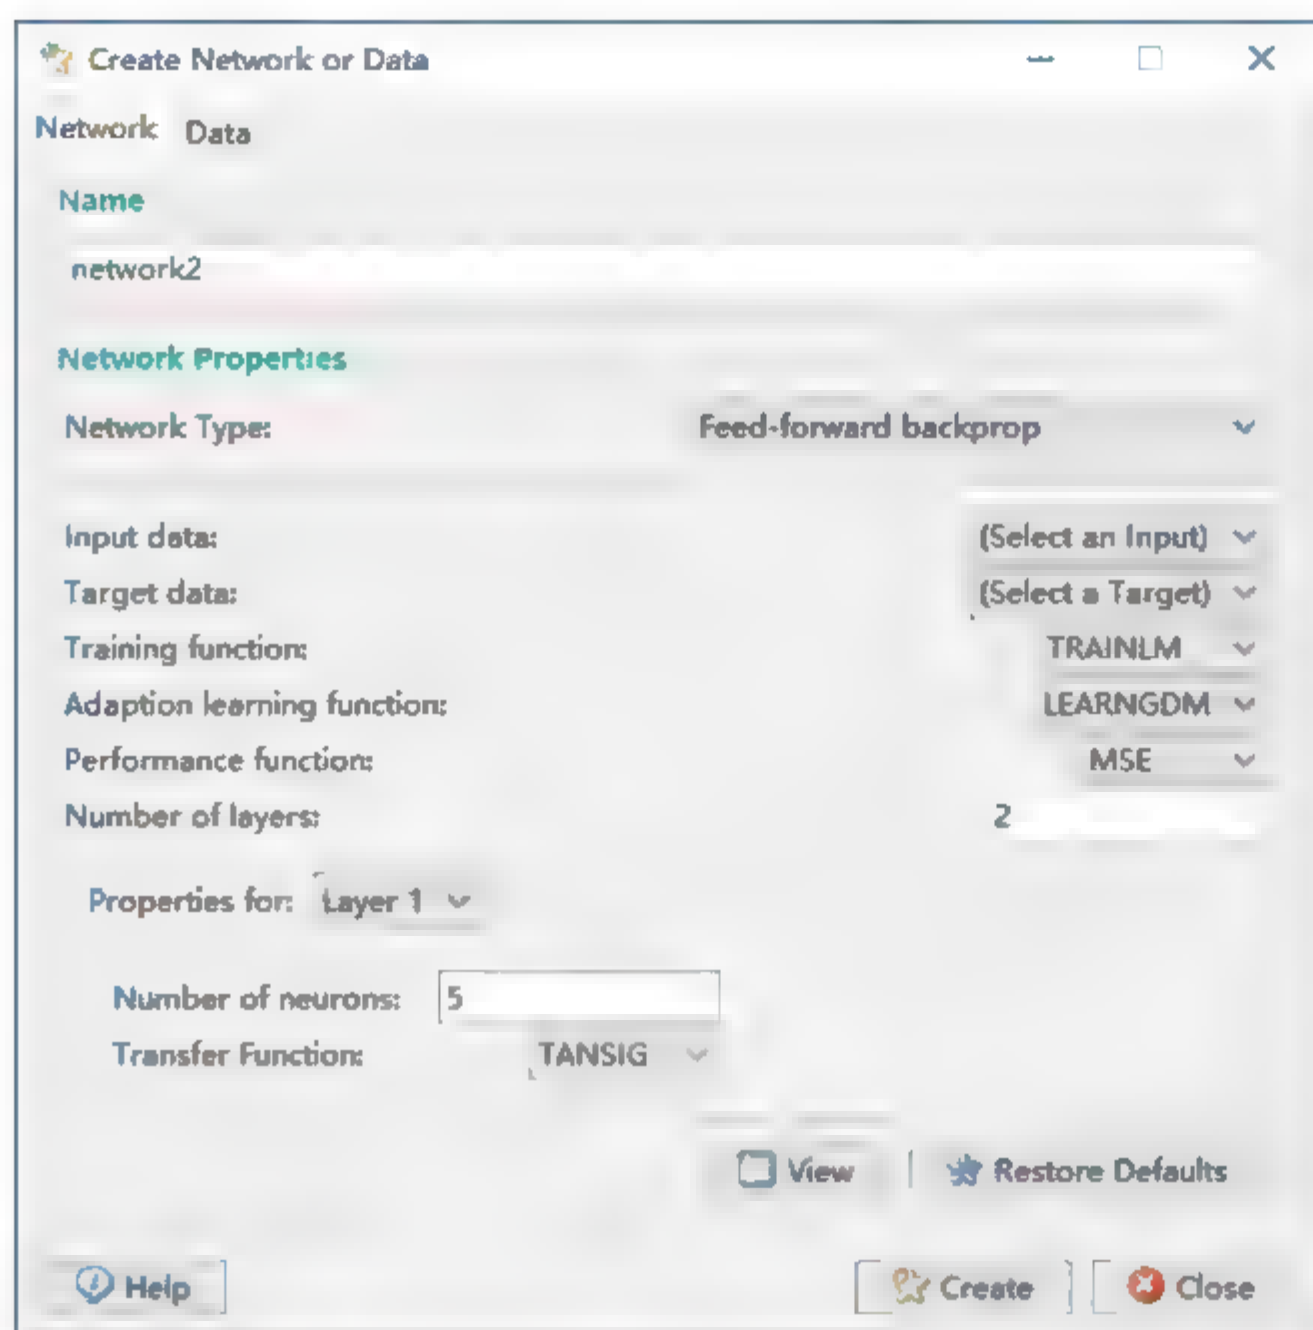 Create Network or Data
Network Data
Name
network2
Network Properties
Network Type: Feed-forward backprop
Input data: (Select an Input)
Target data: (Select a Target)
Training function: TRAINLM
Adaption learning function: LEARNGDM
Performance function: MSE
Number of layers: 2
Properties for: Layer 1
Number of neurons: 5
Transfer Function: TANSIG
View Restore Defaults
Help Create Close